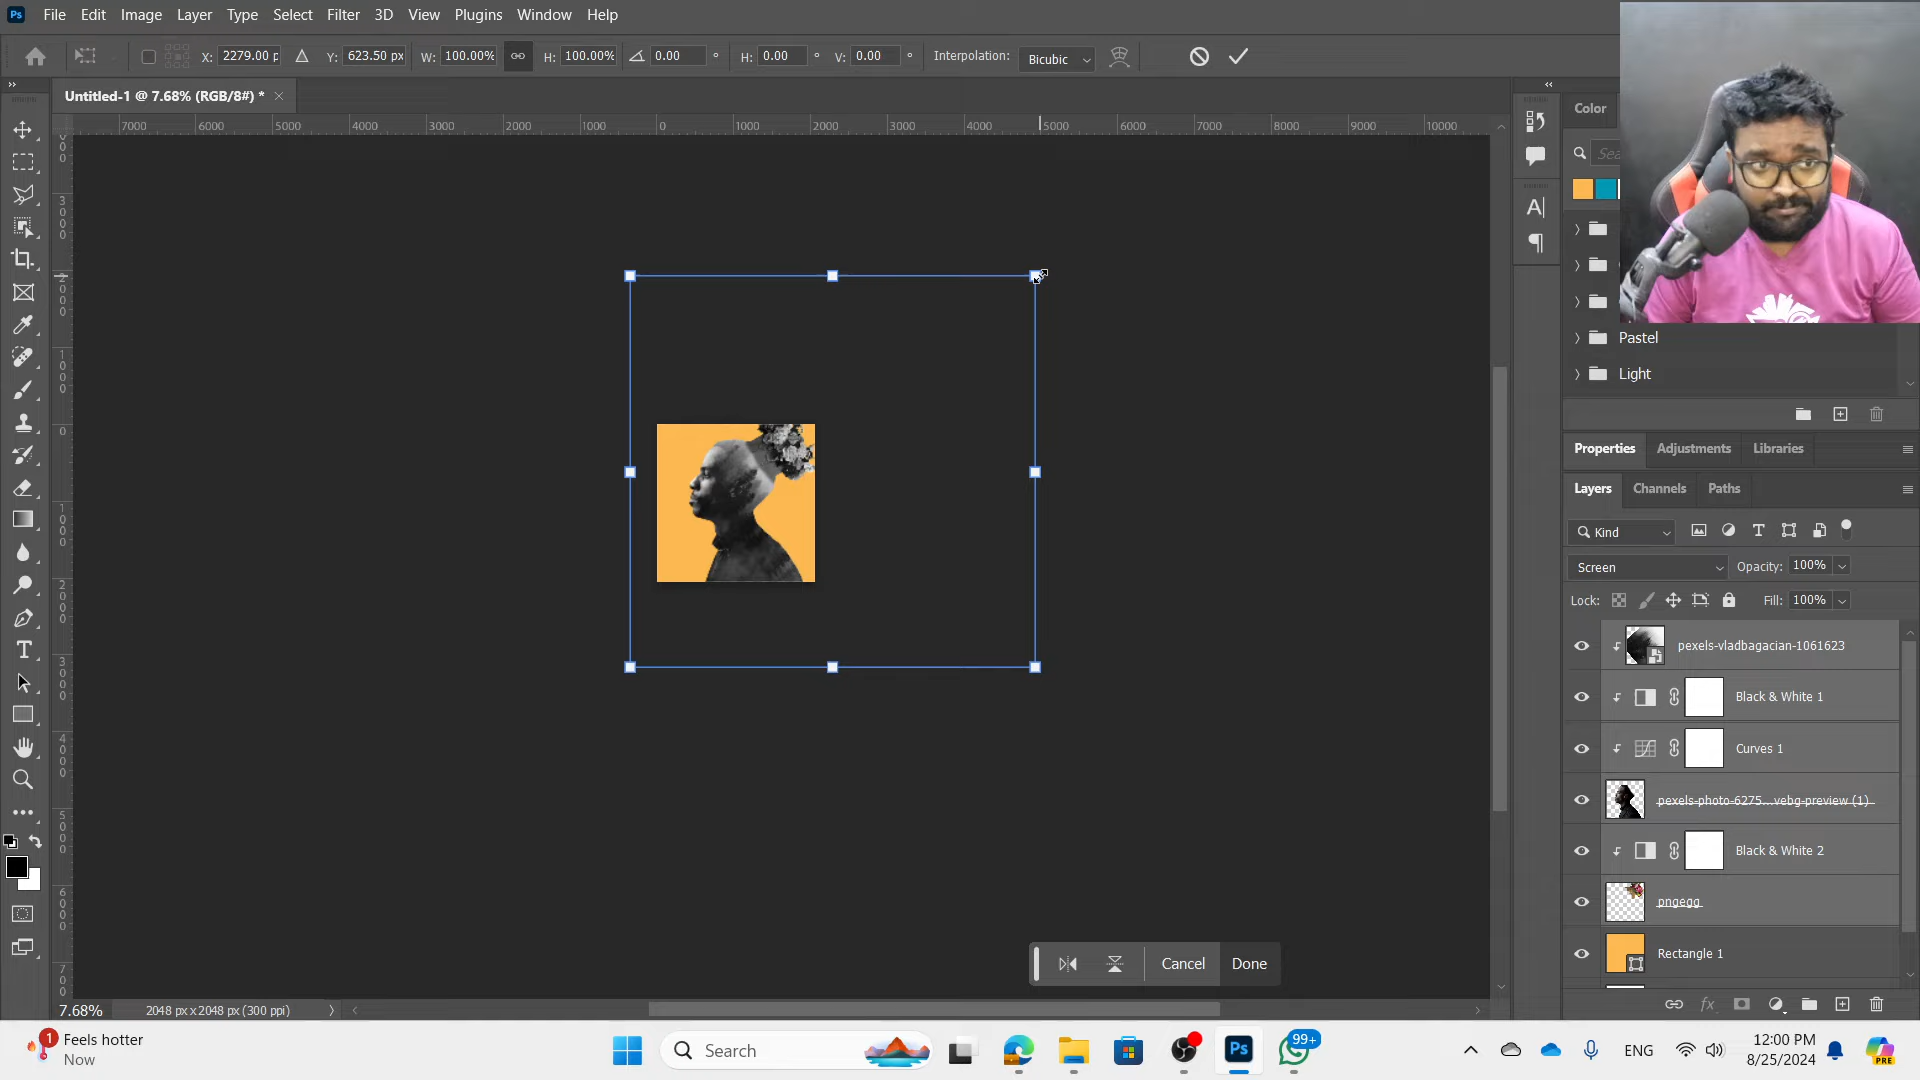 Ps File Edit Image Layer Type Select Filter 3D View Plugins Window Help
X: 2279.00 p Y: 623.50 px W: 100.00% H: 100.00% 0.00 ° H: 0.00 ° V: 0.00 ° Interpolation: Bicubic
Untitled-1 @ 7.68% (RGB/8#) * ×
7000 6000 5000 4000 3000 2000 1000 0 1000 2000 3000 4000 5000 6000 7000 8000 9000 10000
Color
Sea
Pastel
Light
Properties Adjustments Libraries
Layers Channels Paths
Kind
Screen Opacity: 100%
Lock: Fill: 100%
pexels-vladbagacian-1061623
Black & White 1
Curves 1
pexels-photo-6275...vebg-preview (1)
Black & White 2
pngegg
Rectangle 1
Cancel Done
7.68% 2048 px x 2048 px (300 ppi)
1 Feels hotter
Now
Search
Ps
99+
ENG
12:00 PM
8/25/2024
PRE